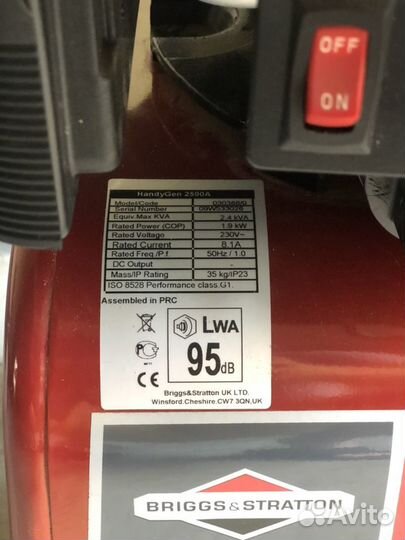 OFF
ON
HandyGen 2500A
Model/Code 030368/0
Serial Number
Equiv.Max KVA 2.4 kVA
Rated Power (COP) 1.9 kW
Rated Voltage 230V~
Rated Current 8.1A
Rated Freq./P.f 50Hz / 1.0
DC Output -
Mass/IP Rating 35 kg/IP23
ISO 8528 Performance class.G1.
Assembled in PRC
LWA
95dB
CE
Briggs&Stratton UK LTD.
Winsford.Cheshire.CW7 3QN.UK
BRIGGS&STRATTON
Avito